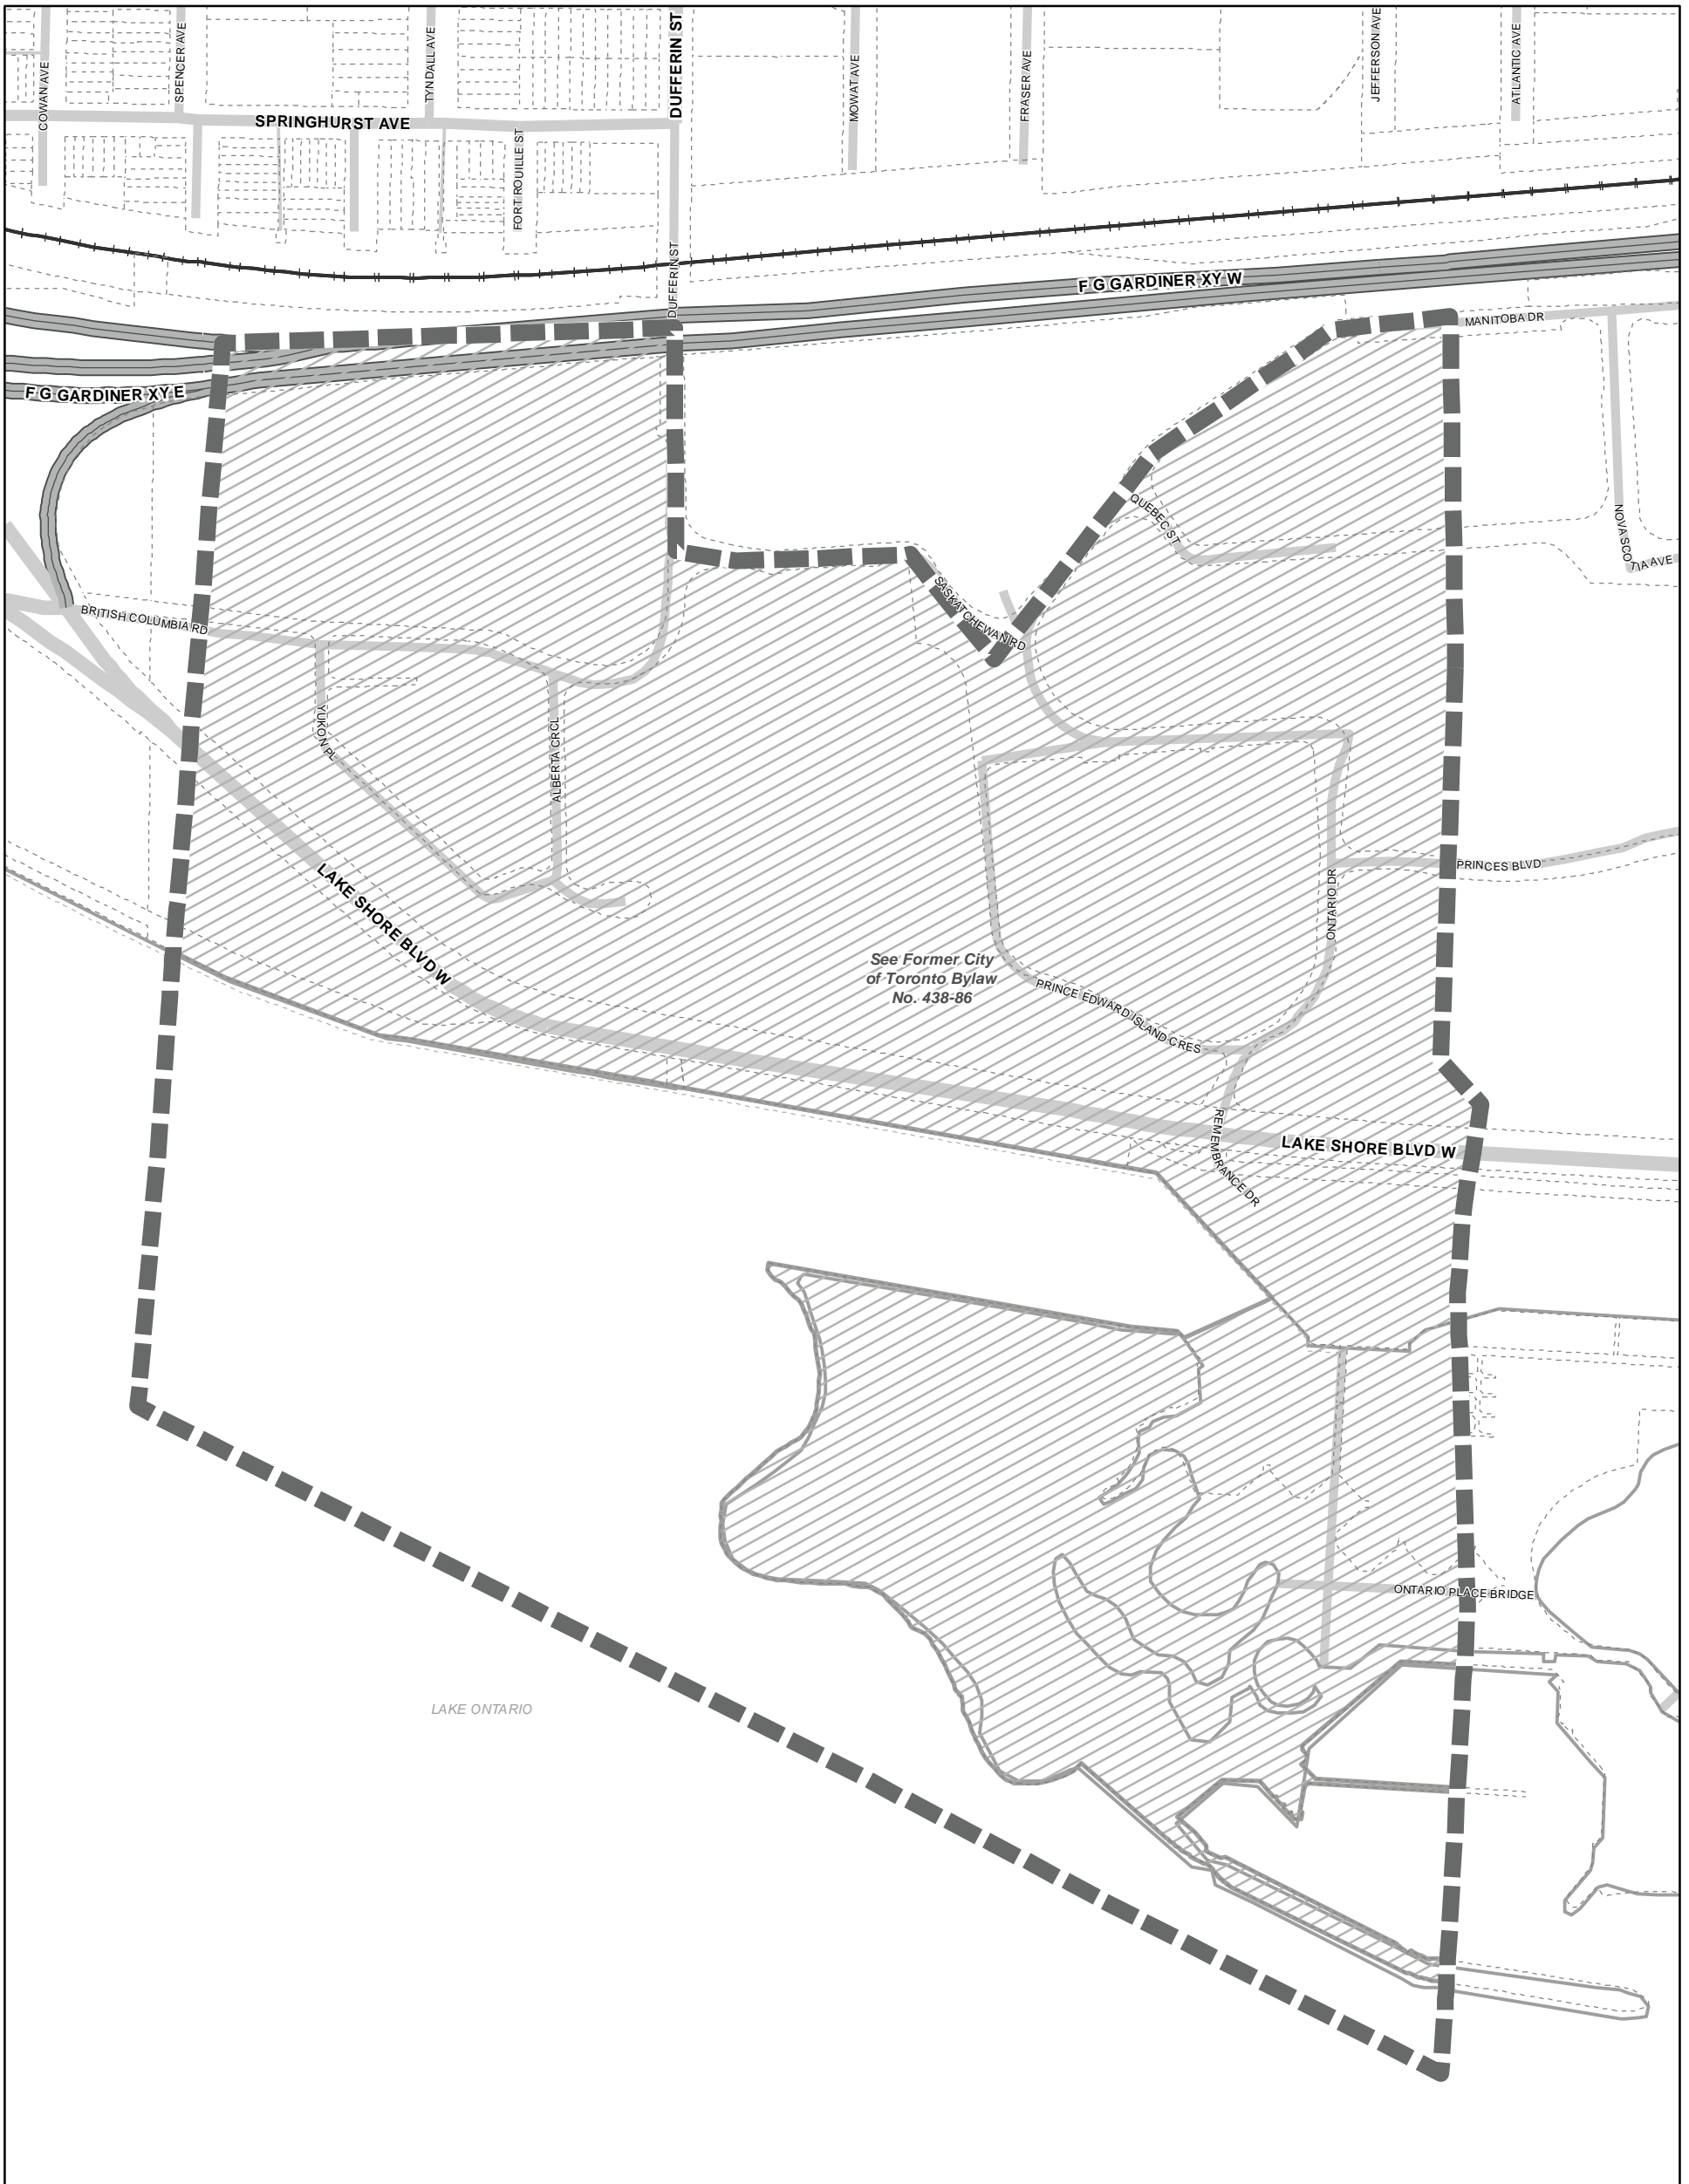 COWAN AVE
SPENCER AVE
TYNDALL AVE
DUFFERIN ST
MOWAT AVE
FRASER AVE
JEFFERSON AVE
ATLANTIC AVE
SPRINGHURST AVE
FORT ROUILLE ST
DUFFERIN ST
F G GARDINER XY W
MANITOBA DR
F G GARDINER XY E
QUEBEC ST
NOVA SCOTIA AVE
BRITISH COLUMBIA RD
SASKATCHEWAN RD
YUKON PL
ALBERTA CRCL
PRINCES BLVD
ONTARIO DR
LAKE SHORE BLVD W
See Former City
of Toronto Bylaw
No. 438-86
PRINCE EDWARD ISLAND CRES
REMEMBRANCE DR
LAKE SHORE BLVD W
ONTARIO PLACE BRIDGE
LAKE ONTARIO